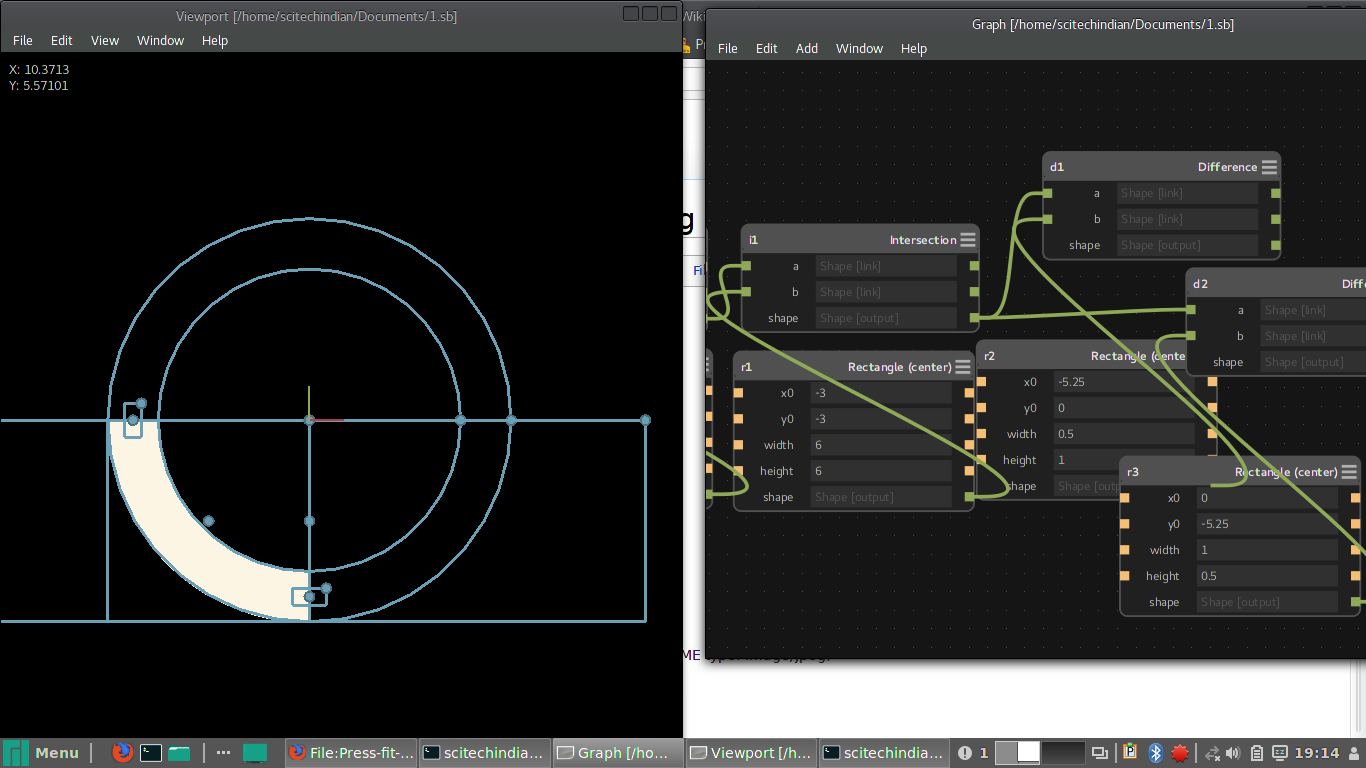 Viewport [/home/scitechindian/Documents/1.sb]
File Edit View Window Help
X: 10.3713
Y: 5.57101
Wiki
Graph [/home/scitechindian/Documents/1.sb]
File Edit Add Window Help
g
i1 Intersection
a Shape [link]
b Shape [link]
shape Shape [output]
d1 Difference
a Shape [link]
b Shape [link]
shape Shape [output]
d2 Diffe
a Shape [link]
b Shape [link]
shape Shape [output]
r1 Rectangle (center)
x0 -3
y0 -3
width 6
height 6
shape Shape [output]
r2 Rectangle (cente
x0 -5.25
y0 0
width 0.5
height 1
shape Shape [outp
r3 Rectangle (center)
x0 0
y0 -5.25
width 1
height 0.5
shape Shape [output]
Menu
File:Press-fit-...
scitechindia...
Graph [/ho...
Viewport [/h...
scitechindia...
1
19:14